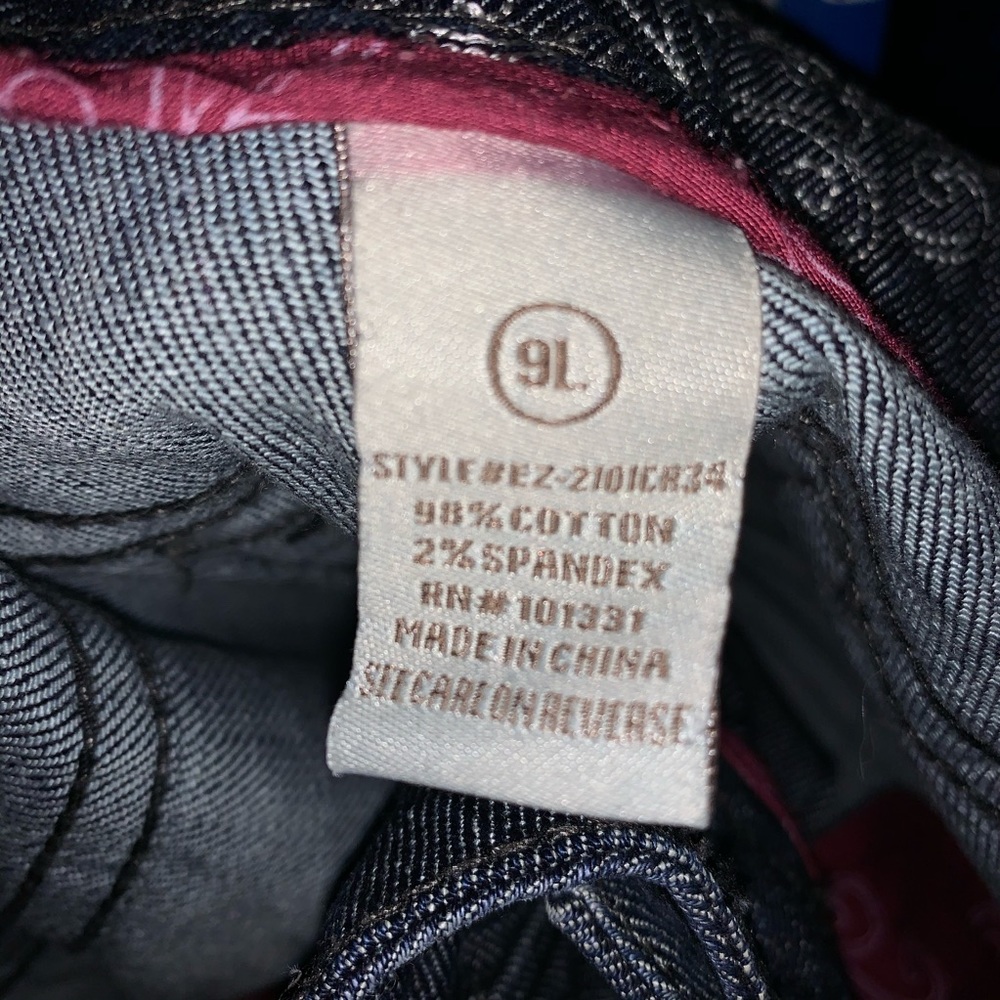 9L
STYLE#EZ-2101CR34
98%COTTON
2%SPANDEX
RN#101331
MADE IN CHINA
SEE CARE ON REVERSE